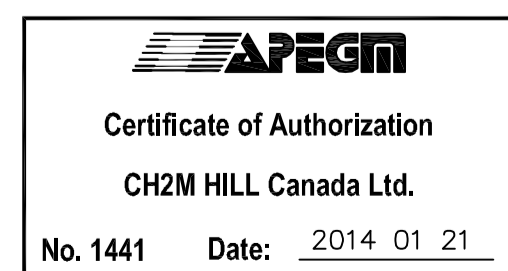 APEGM
Certificate of Authorization
CH2M HILL Canada Ltd.
No. 1441 Date: 2014 01 21